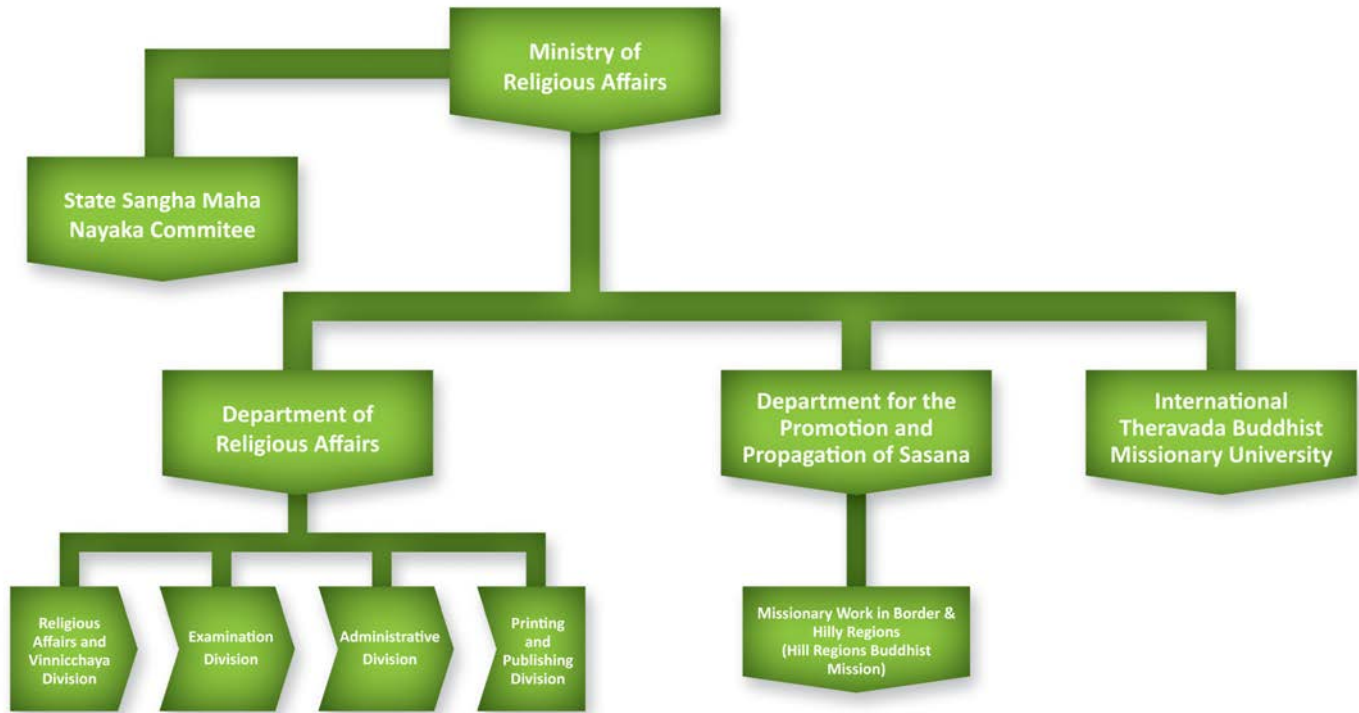 Ministry of
Religious Affairs
State Sangha Maha
Nayaka Commitee
Department of
Religious Affairs
Department for the
Promotion and
Propagation of Sasana
International
Theravada Buddhist
Missionary University
Religious
Affairs and
Vinnicchaya
Division
Examination
Division
Administrative
Division
Printing
and
Publishing
Division
Missionary Work in Border &
Hilly Regions
(Hill Regions Buddhist
Mission)